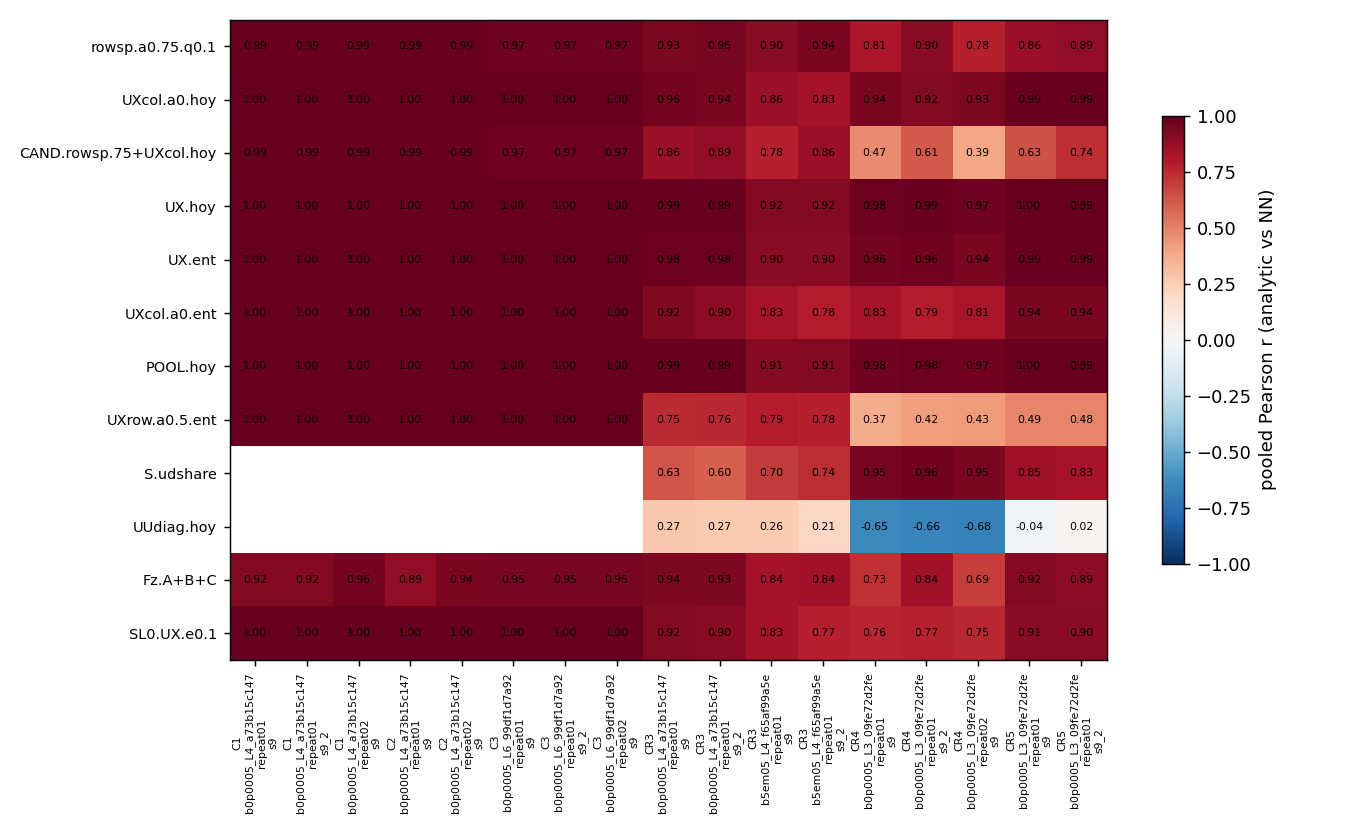 rowsp.a0.75.q0.1 0.99 0.99 0.99 0.99 0.99 0.97 0.97 0.97 0.93 0.95 0.90 0.94 0.81 0.90 0.78 0.86 0.89
UXcol.a0.hoy 1.00 1.00 1.00 1.00 1.00 1.00 1.00 1.00 0.96 0.94 0.86 0.83 0.94 0.92 0.93 0.99 0.99
CAND.rowsp.75+UXcol.hoy 0.99 0.99 0.99 0.99 0.99 0.97 0.97 0.97 0.86 0.89 0.78 0.86 0.47 0.61 0.39 0.63 0.74
UX.hoy 1.00 1.00 1.00 1.00 1.00 1.00 1.00 1.00 0.99 0.99 0.92 0.92 0.98 0.99 0.97 1.00 0.99
UX.ent 1.00 1.00 1.00 1.00 1.00 1.00 1.00 1.00 0.98 0.98 0.90 0.90 0.96 0.96 0.94 0.99 0.99
UXcol.a0.ent 1.00 1.00 1.00 1.00 1.00 1.00 1.00 1.00 0.92 0.90 0.83 0.78 0.83 0.79 0.81 0.94 0.94
POOL.hoy 1.00 1.00 1.00 1.00 1.00 1.00 1.00 1.00 0.99 0.99 0.91 0.91 0.98 0.98 0.97 1.00 0.99
UXrow.a0.5.ent 1.00 1.00 1.00 1.00 1.00 1.00 1.00 1.00 0.75 0.76 0.79 0.78 0.37 0.42 0.43 0.49 0.48
S.udshare 0.63 0.60 0.70 0.74 0.95 0.96 0.95 0.85 0.83
UUdiag.hoy 0.27 0.27 0.26 0.21 -0.65 -0.66 -0.68 -0.04 0.02
Fz.A+B+C 0.92 0.92 0.96 0.89 0.94 0.95 0.95 0.95 0.94 0.93 0.84 0.84 0.73 0.84 0.69 0.92 0.89
SL0.UX.e0.1 1.00 1.00 1.00 1.00 1.00 1.00 1.00 1.00 0.92 0.90 0.83 0.77 0.76 0.77 0.75 0.91 0.90
C1
b0p0005_L4_a73b15c147
repeat01
s9
C1
b0p0005_L4_a73b15c147
repeat01
s9_2
C1
b0p0005_L4_a73b15c147
repeat02
s9
C2
b0p0005_L4_a73b15c147
repeat01
s9_2
C2
b0p0005_L4_a73b15c147
repeat02
s9
C3
b0p0005_L6_99df1d7a92
repeat01
s9
C3
b0p0005_L6_99df1d7a92
repeat01
s9_2
C3
b0p0005_L6_99df1d7a92
repeat02
s9
CR3
b0p0005_L4_a73b15c147
repeat01
s9
CR3
b0p0005_L4_a73b15c147
repeat01
s9_2
CR3
b5em05_L4_f65af99a5e
repeat01
s9
CR3
b5em05_L4_f65af99a5e
repeat01
s9_2
CR4
b0p0005_L3_09fe72d2fe
repeat01
s9
CR4
b0p0005_L3_09fe72d2fe
repeat01
s9_2
CR4
b0p0005_L3_09fe72d2fe
repeat02
s9
CR5
b0p0005_L3_09fe72d2fe
repeat01
s9
CR5
b0p0005_L3_09fe72d2fe
repeat01
s9_2
1.00
0.75
0.50
0.25
0.00
−0.25
−0.50
−0.75
−1.00
pooled Pearson r (analytic vs NN)